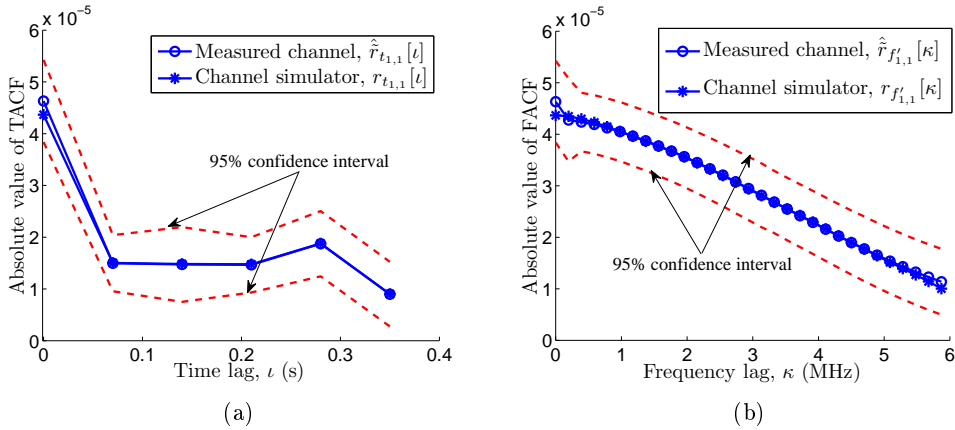 x 10⁻⁵
6
5
4
3
2
1
0
Absolute value of TACF
Measured channel, r̃̂_{t_{1,1}}[ι]
Channel simulator, r_{t_{1,1}}[ι]
95% confidence interval
0 0.1 0.2 0.3 0.4
Time lag, ι (s)
(a)
x 10⁻⁵
6
5
4
3
2
1
0
Absolute value of FACF
Measured channel, r̃̂_{f′_{1,1}}[κ]
Channel simulator, r_{f′_{1,1}}[κ]
95% confidence interval
0 1 2 3 4 5 6
Frequency lag, κ (MHz)
(b)